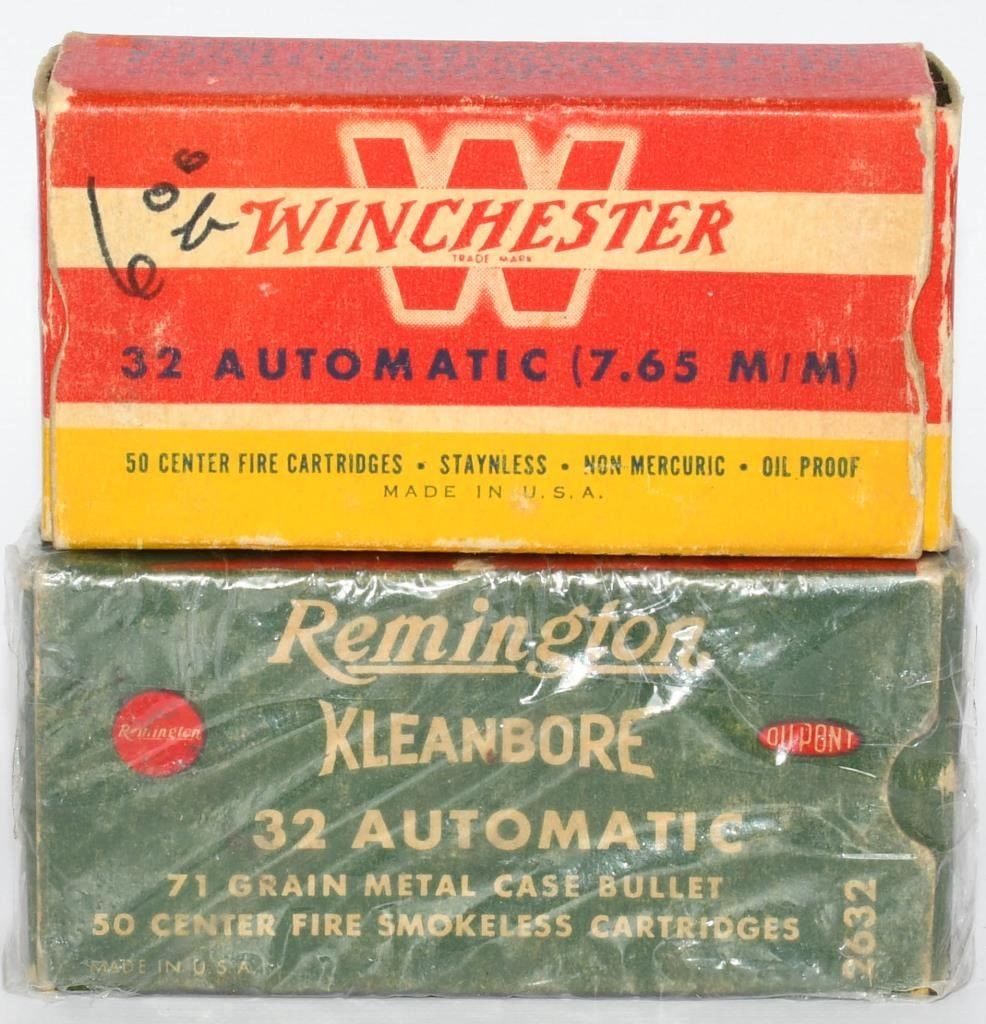 W
WINCHESTER
TRADE MARK
32 AUTOMATIC (7.65 M/M)
50 CENTER FIRE CARTRIDGES • STAYNLESS • NON-MERCURIC • OIL PROOF
MADE IN U.S.A.
Remington
KLEANBORE
Remington
DUPONT
32 AUTOMATIC
71 GRAIN METAL CASE BULLET
50 CENTER FIRE SMOKELESS CARTRIDGES
MADE IN U.S.A.
2632